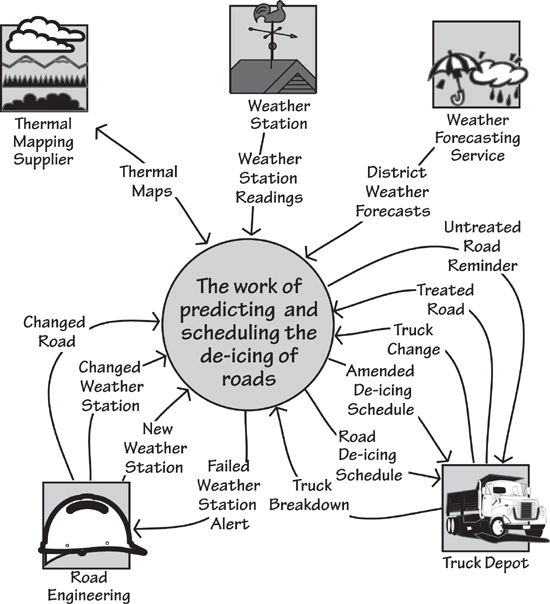 Thermal
Mapping
Supplier
Weather
Station
Weather
Forecasting
Service
Thermal
Maps
Weather
Station
Readings
District
Weather
Forecasts
Untreated
Road
Reminder
The work of
predicting and
scheduling the
de-icing of
roads
Treated
Road
Truck
Change
Changed
Road
Changed
Weather
Station
New
Weather
Station
Amended
De-icing
Schedule
Road
De-icing
Schedule
Failed
Weather
Station
Alert
Truck
Breakdown
Road
Engineering
Truck Depot